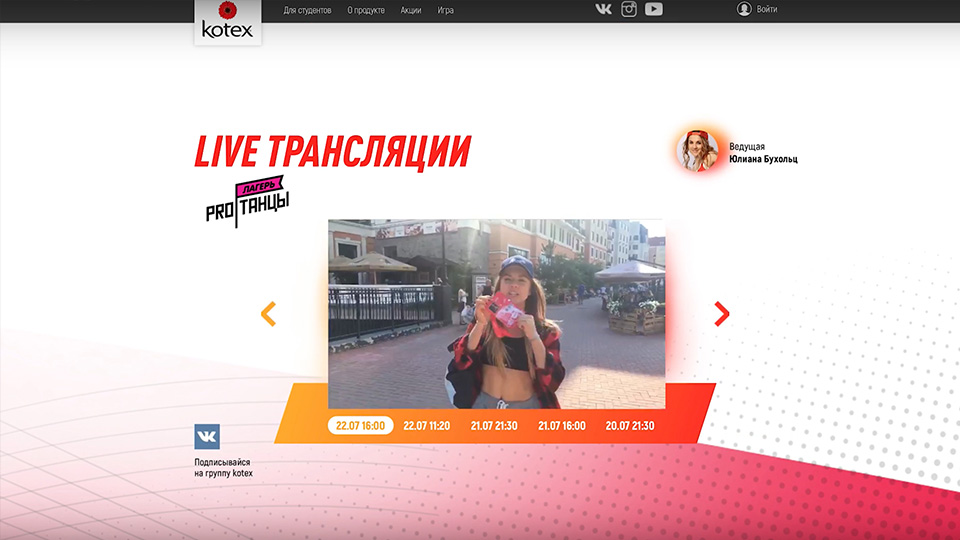 kotex
Для студентов
О продукте
Акции
Игра
Войти
LIVE ТРАНСЛЯЦИИ
Ведущая
Юлиана Бухольц
ЛАГЕРЬ
PRO ТАНЦЫ
22.07 16:00
22.07 11:20
21.07 21:30
21.07 16:00
20.07 21:30
Подписывайся
на группу kotex